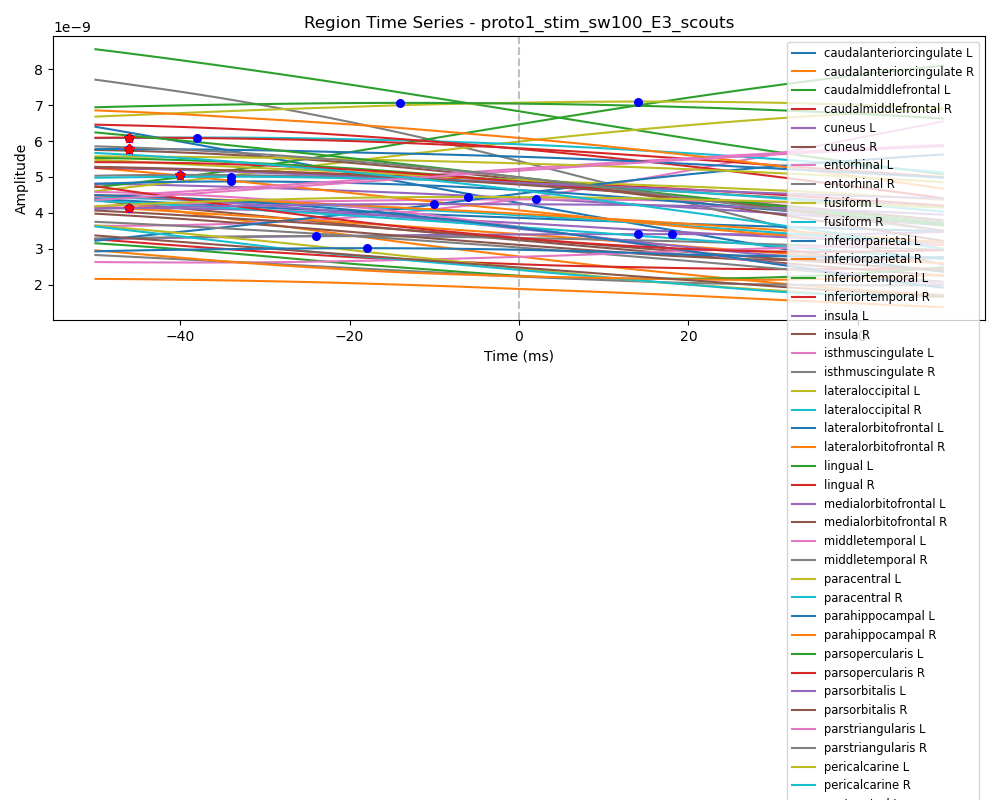 Region Time Series - proto1_stim_sw100_E3_scouts
1e−9
8
7
6
5
4
3
2
Amplitude
−40
−20
0
20
Time (ms)
caudalanteriorcingulate L
caudalanteriorcingulate R
caudalmiddlefrontal L
caudalmiddlefrontal R
cuneus L
cuneus R
entorhinal L
entorhinal R
fusiform L
fusiform R
inferiorparietal L
inferiorparietal R
inferiortemporal L
inferiortemporal R
insula L
insula R
isthmuscingulate L
isthmuscingulate R
lateraloccipital L
lateraloccipital R
lateralorbitofrontal L
lateralorbitofrontal R
lingual L
lingual R
medialorbitofrontal L
medialorbitofrontal R
middletemporal L
middletemporal R
paracentral L
paracentral R
parahippocampal L
parahippocampal R
parsopercularis L
parsopercularis R
parsorbitalis L
parsorbitalis R
parstriangularis L
parstriangularis R
pericalcarine L
pericalcarine R